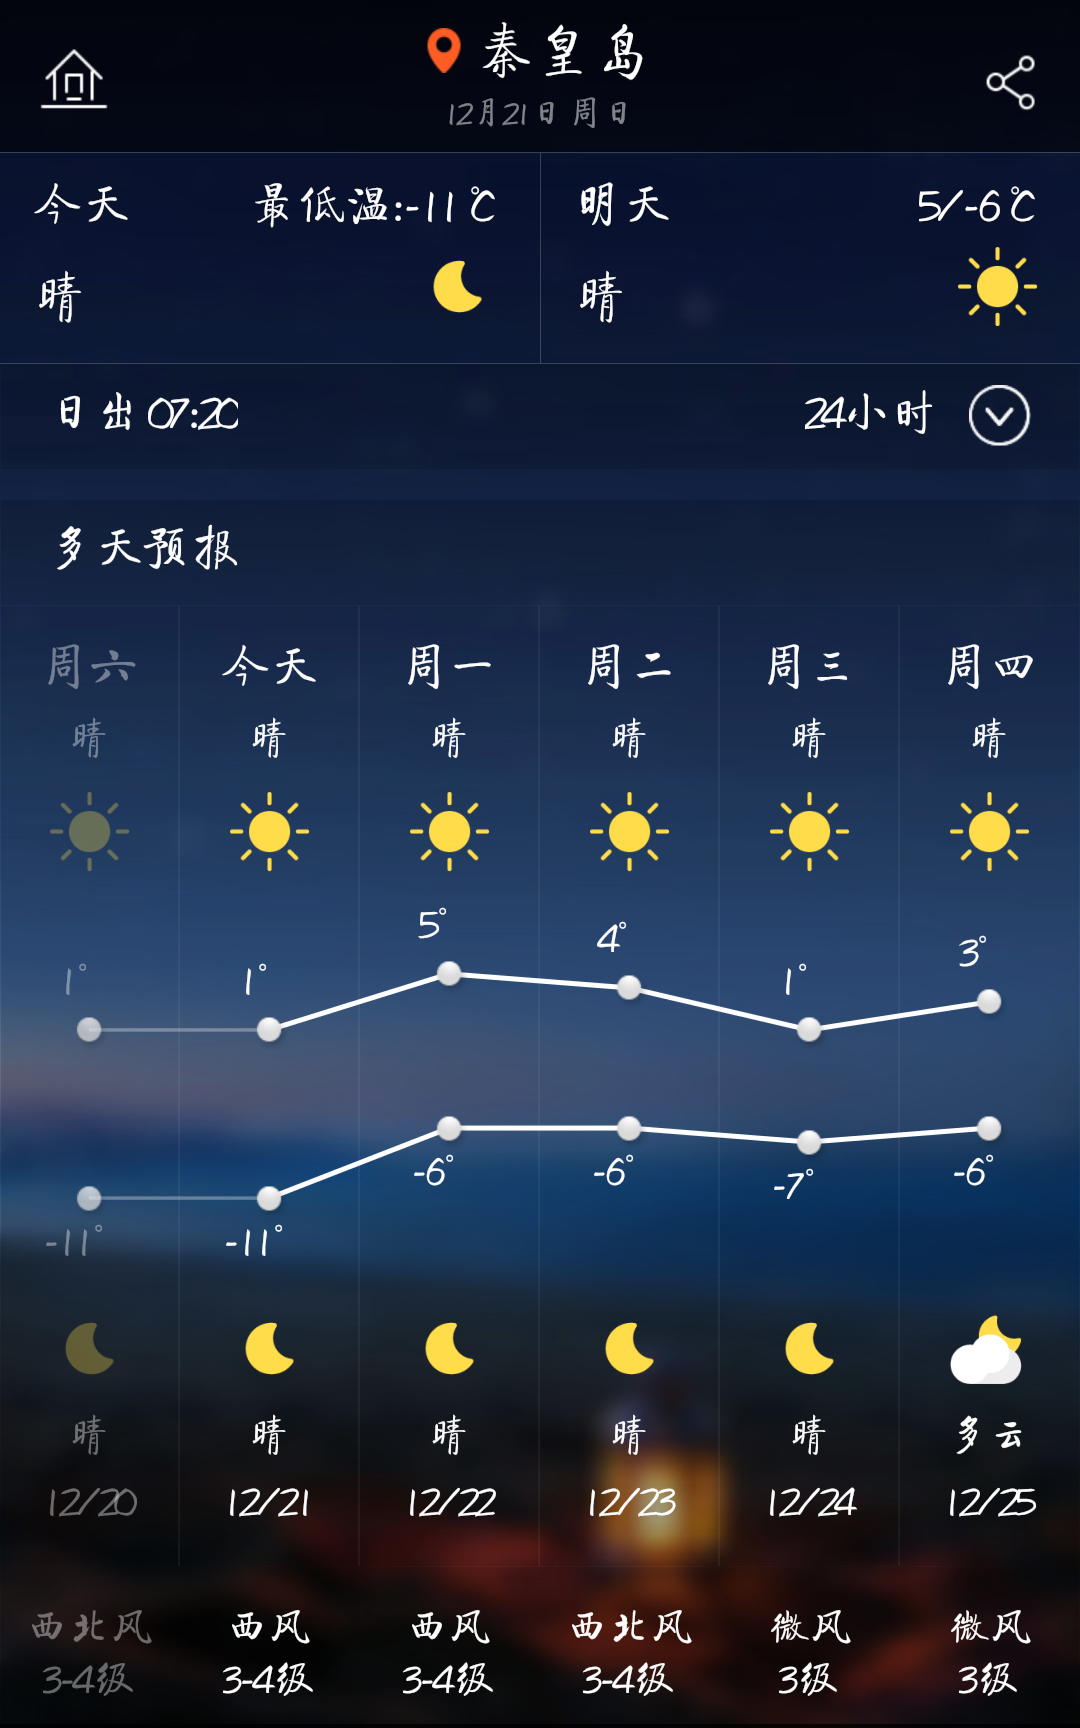 秦皇岛
12月21日 周日
今天 最低温:-11℃
明天 5/-6℃
晴
晴
日出 07:20
24小时
多天预报
周六 今天 周一 周二 周三 周四
晴 晴 晴 晴 晴 晴
1° 1° 5° 4° 1° 3°
-11° -11° -6° -6° -7° -6°
晴 晴 晴 晴 晴 多云
12/20 12/21 12/22 12/23 12/24 12/25
西北风 西风 西风 西北风 微风 微风
3-4级 3-4级 3-4级 3-4级 3级 3级